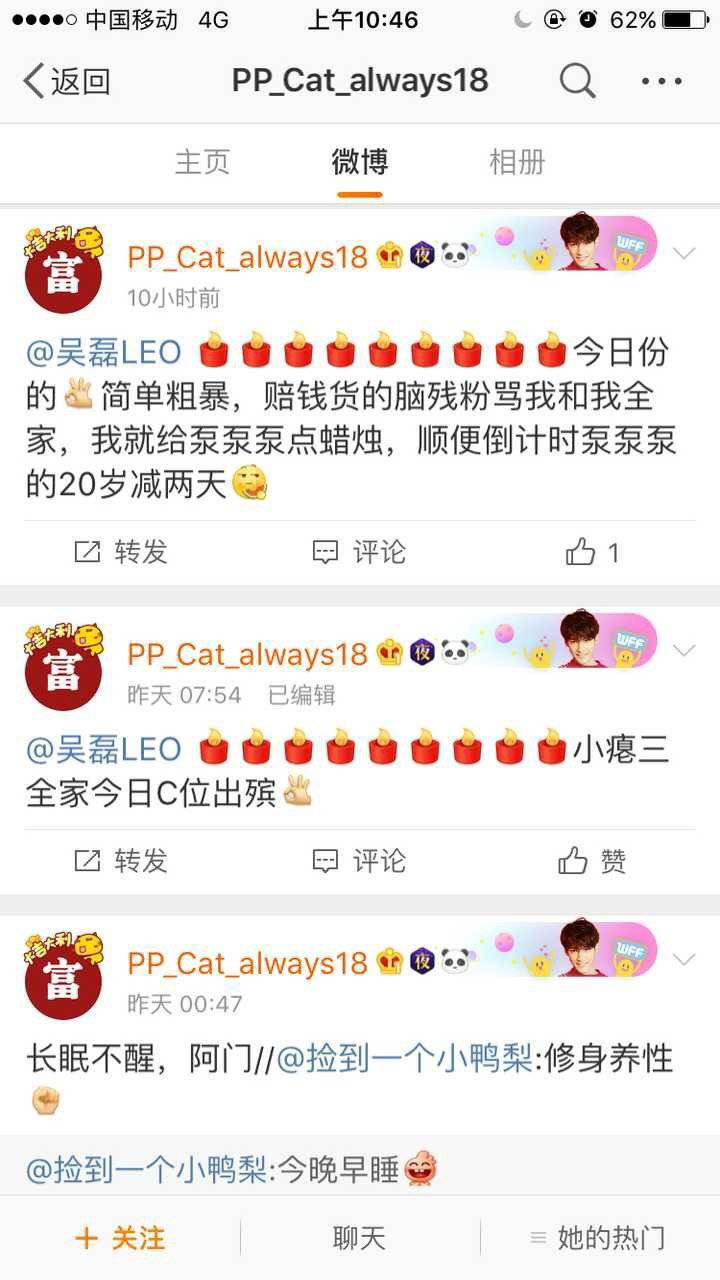 中国移动 4G 上午10:46 62%
返回 PP_Cat_always18
主页 微博 相册
富
PP_Cat_always18 夜 WFF
10小时前
@吴磊LEO 今日份
的 简单粗暴，赔钱货的脑残粉骂我和我全
家，我就给泵泵泵点蜡烛，顺便倒计时泵泵泵
的20岁减两天
转发 评论 1
富
PP_Cat_always18 夜 WFF
昨天 07:54 已编辑
@吴磊LEO 小瘪三
全家今日C位出殡
转发 评论 赞
富
PP_Cat_always18 夜 WFF
昨天 00:47
长眠不醒，阿门//@捡到一个小鸭梨:修身养性
@捡到一个小鸭梨:今晚早睡
+ 关注 聊天 她的热门